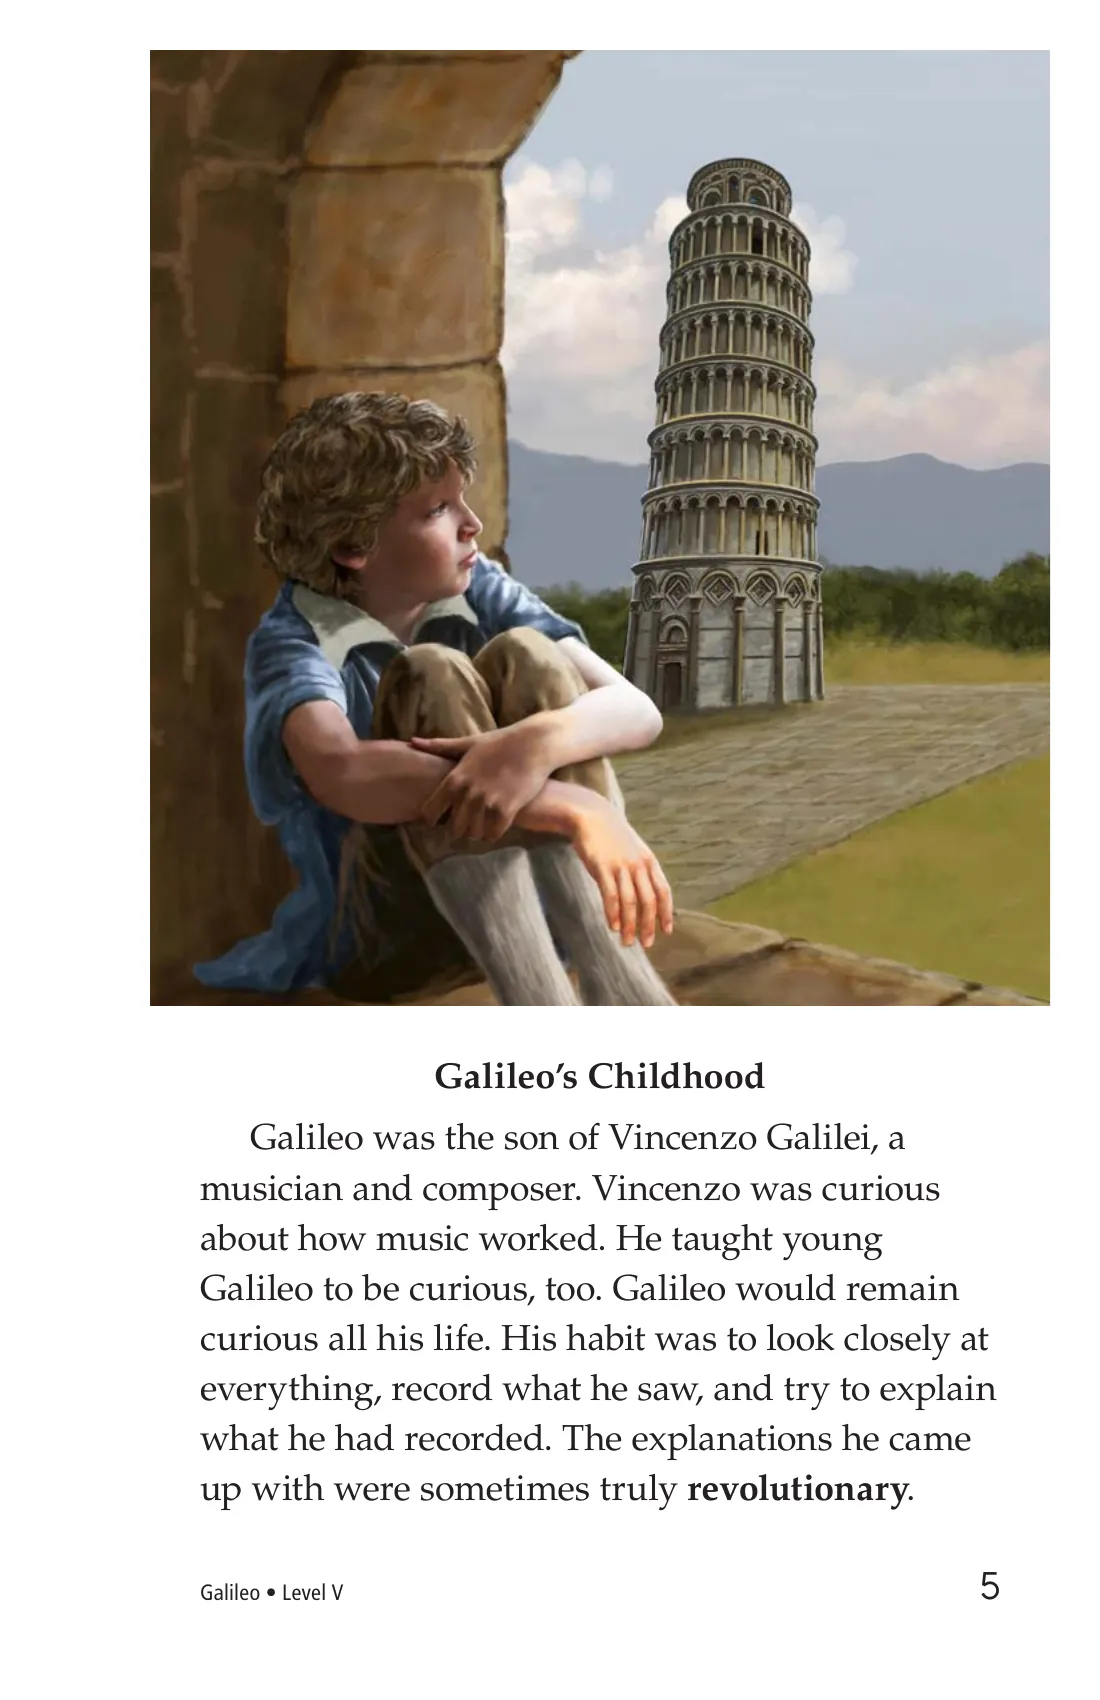 Galileo’s Childhood
Galileo was the son of Vincenzo Galilei, a
musician and composer. Vincenzo was curious
about how music worked. He taught young
Galileo to be curious, too. Galileo would remain
curious all his life. His habit was to look closely at
everything, record what he saw, and try to explain
what he had recorded. The explanations he came
up with were sometimes truly revolutionary.
Galileo • Level V
5